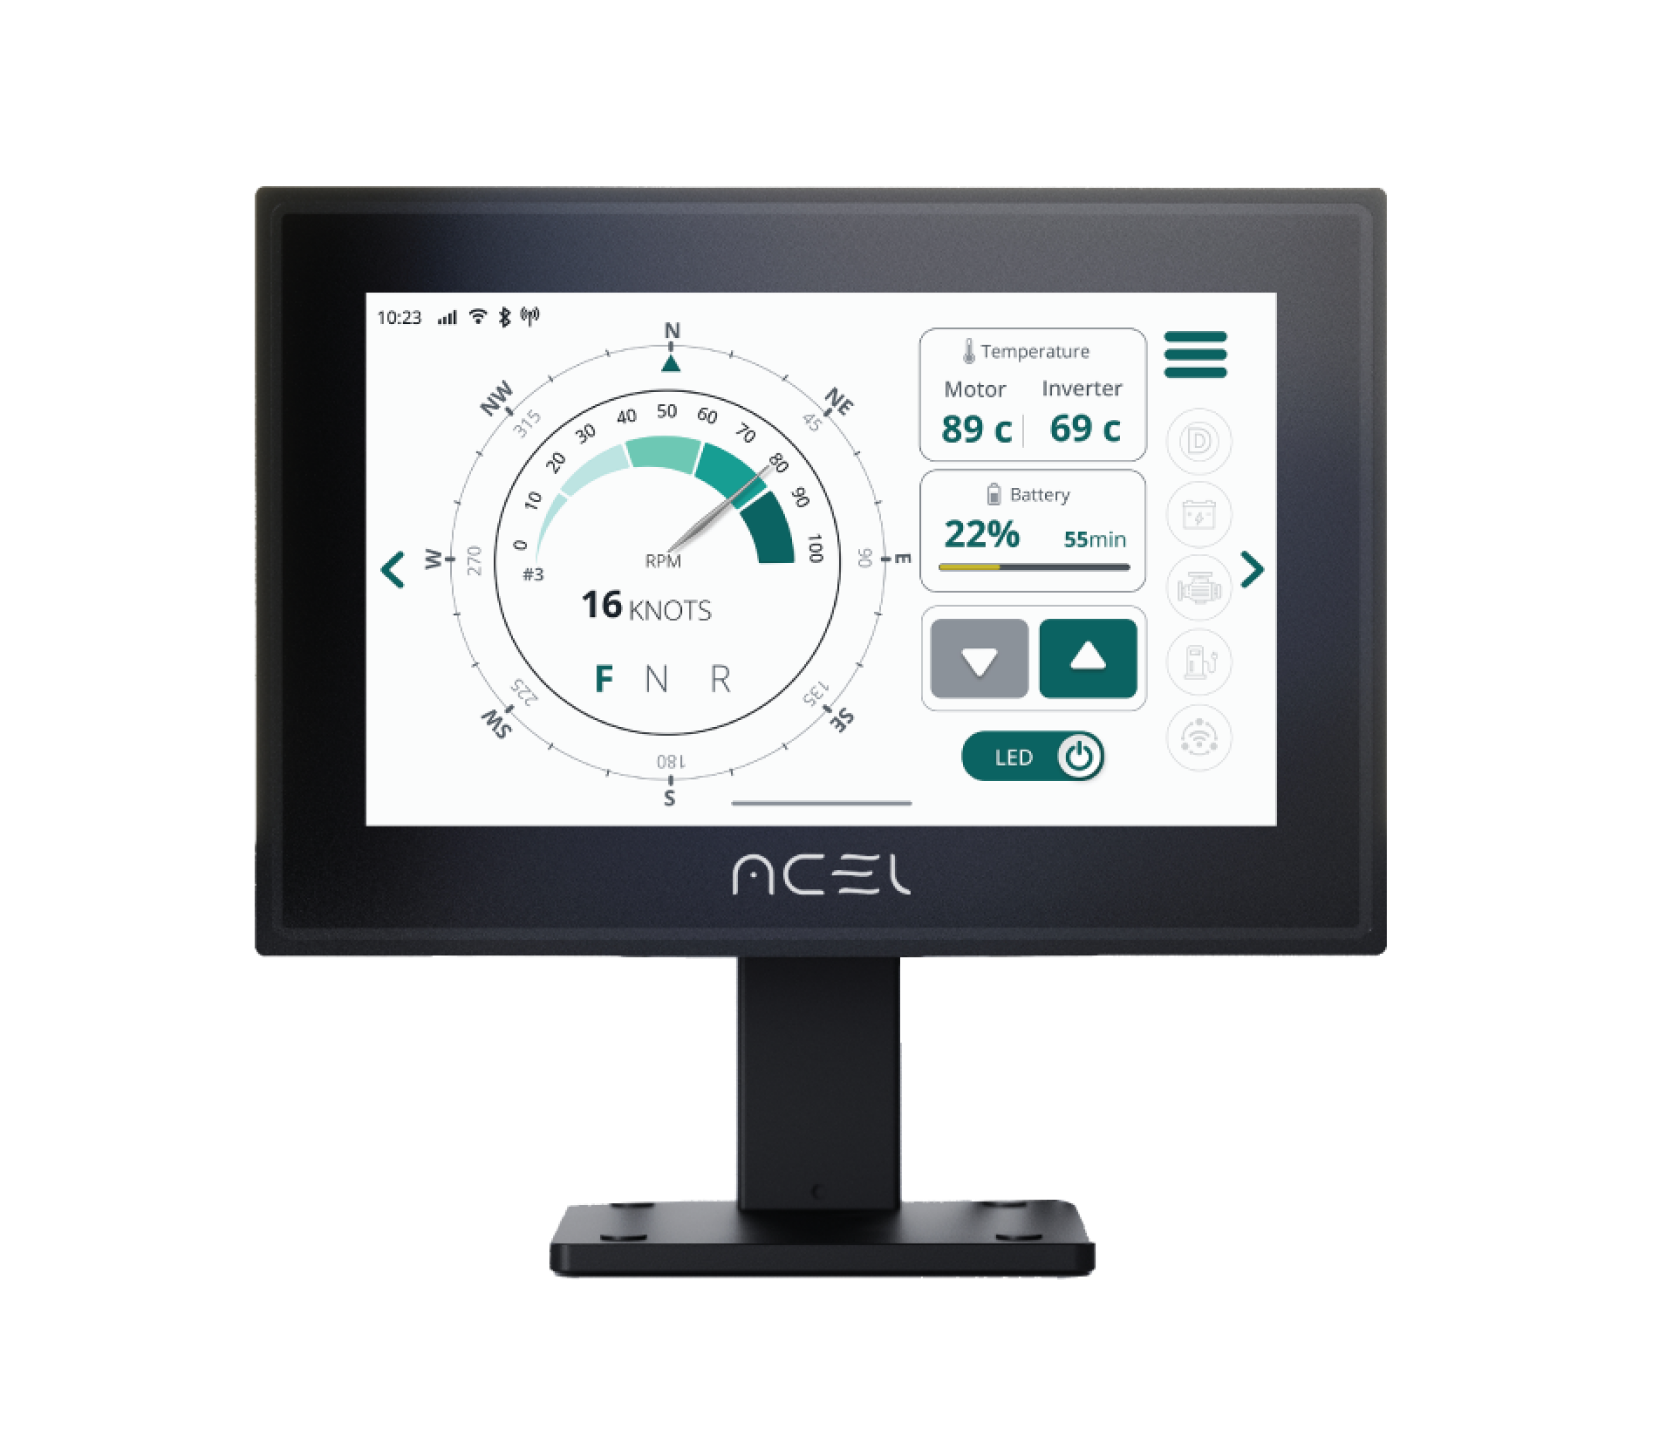 10:23
N
NE
45
E
90
SE
135
S
180
SW
225
W
270
NW
315
0
10
20
30
40
50
60
70
80
90
100
#3
RPM
16 KNOTS
F N R
Temperature
Motor Inverter
89 c 69 c
Battery
22% 55min
LED
D
ACEL